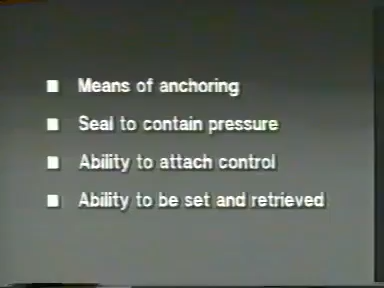 ■ Means of anchoring
■ Seal to contain pressure
■ Ability to attach control
■ Ability to be set and retrieved